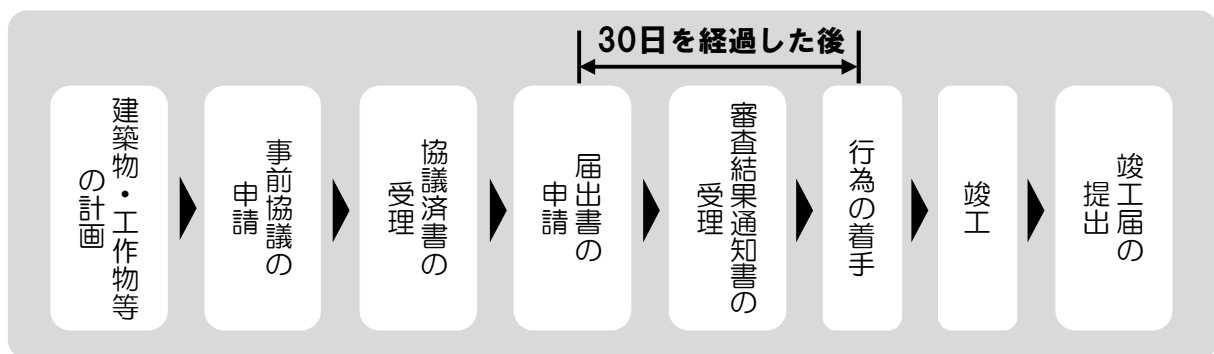 30日を経過した後
建築物・工作物等
の計画
事前協議の
申請
協議済書の
受理
届出書の
申請
審査結果通知書の
受理
行為の着手
竣工
竣工届の
提出